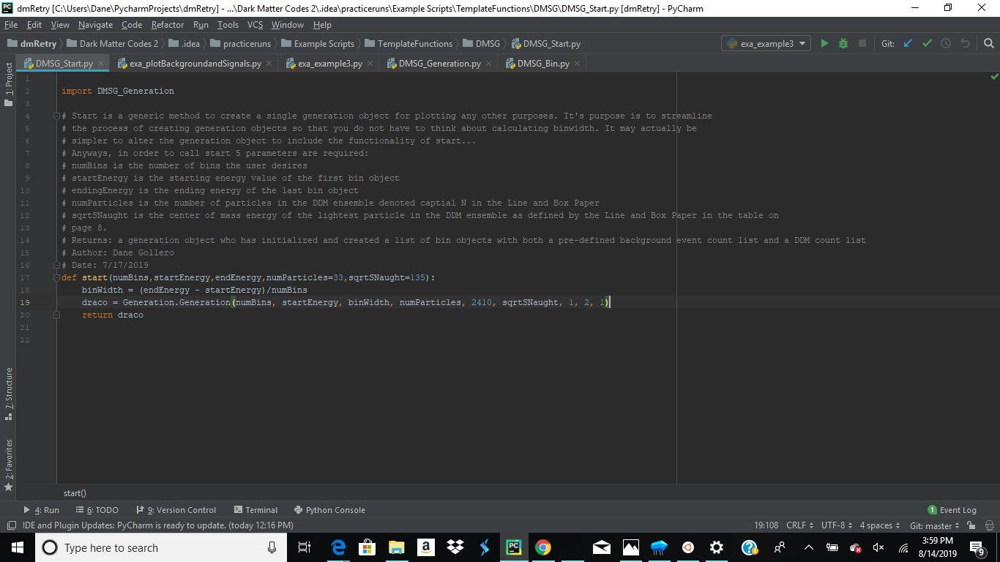 dmRetry [C:\Users\Dane\PycharmProjects\dmRetry] - ...\Dark Matter Codes 2\.idea\practiceruns\Example Scripts\TemplateFunctions\DMSG\DMSG_Start.py [dmRetry] - PyCharm
File Edit View Navigate Code Refactor Run Tools VCS Window Help
dmRetry Dark Matter Codes 2 .idea practiceruns Example Scripts TemplateFunctions DMSG DMSG_Start.py exa_example3 Git:
DMSG_Start.py exa_plotBackgroundandSignals.py exa_example3.py DMSG_Generation.py DMSG_Bin.py
1: Project
1
2 import DMSG_Generation
3
4 # Start is a generic method to create a single generation object for plotting any other purposes. It's purpose is to streamline
5 # the process of creating generation objects so that you do not have to think about calculating binwidth. It may actually be
6 # simpler to alter the generation object to include the functionality of start...
7 # Anyways, in order to call start 5 parameters are required:
8 # numBins is the number of bins the user desires
9 # startEnergy is the starting energy value of the first bin object
10 # endingEnergy is the ending energy of the last bin object
11 # numParticles is the number of particles in the DDM ensemble denoted captial N in the Line and Box Paper
12 # sqrtSNaught is the center of mass energy of the lightest particle in the DDM ensemble as defined by the Line and Box Paper in the table on
13 # page 8.
14 # Returns: a generation object who has initialized and created a list of bin objects with both a pre-defined background event count list and a DDM count list
15 # Author: Dane Gollero
16 # Date: 7/17/2019
17 def start(numBins,startEnergy,endEnergy,numParticles=33,sqrtSNaught=135):
18 binWidth = (endEnergy - startEnergy)/numBins
19 draco = Generation.Generation(numBins, startEnergy, binWidth, numParticles, 2410, sqrtSNaught, 1, 2, 1)
20 return draco
21
22
7: Structure
2: Favorites
start()
4: Run 6: TODO 9: Version Control Terminal Python Console 1 Event Log
IDE and Plugin Updates: PyCharm is ready to update. (today 12:16 PM) 19:108 CRLF UTF-8 4 spaces Git: master
Type here to search 3:59 PM
8/14/2019
9